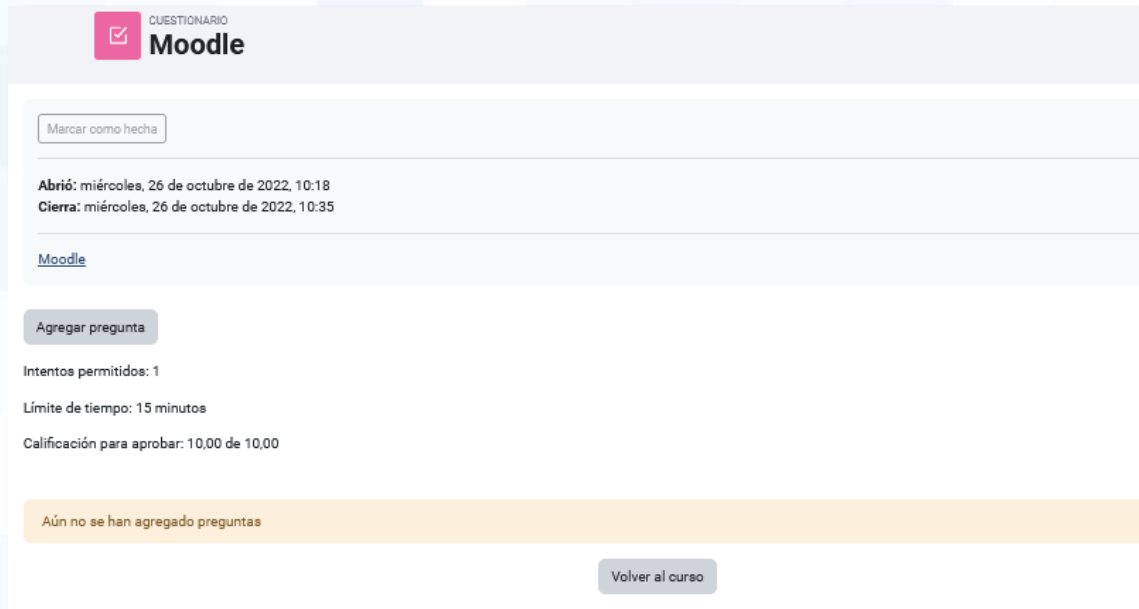 CUESTIONARIO
Moodle
Marcar como hecha
Abrió: miércoles, 26 de octubre de 2022, 10:18
Cierra: miércoles, 26 de octubre de 2022, 10:35
Moodle
Agregar pregunta
Intentos permitidos: 1
Límite de tiempo: 15 minutos
Calificación para aprobar: 10,00 de 10,00
Aún no se han agregado preguntas
Volver al curso